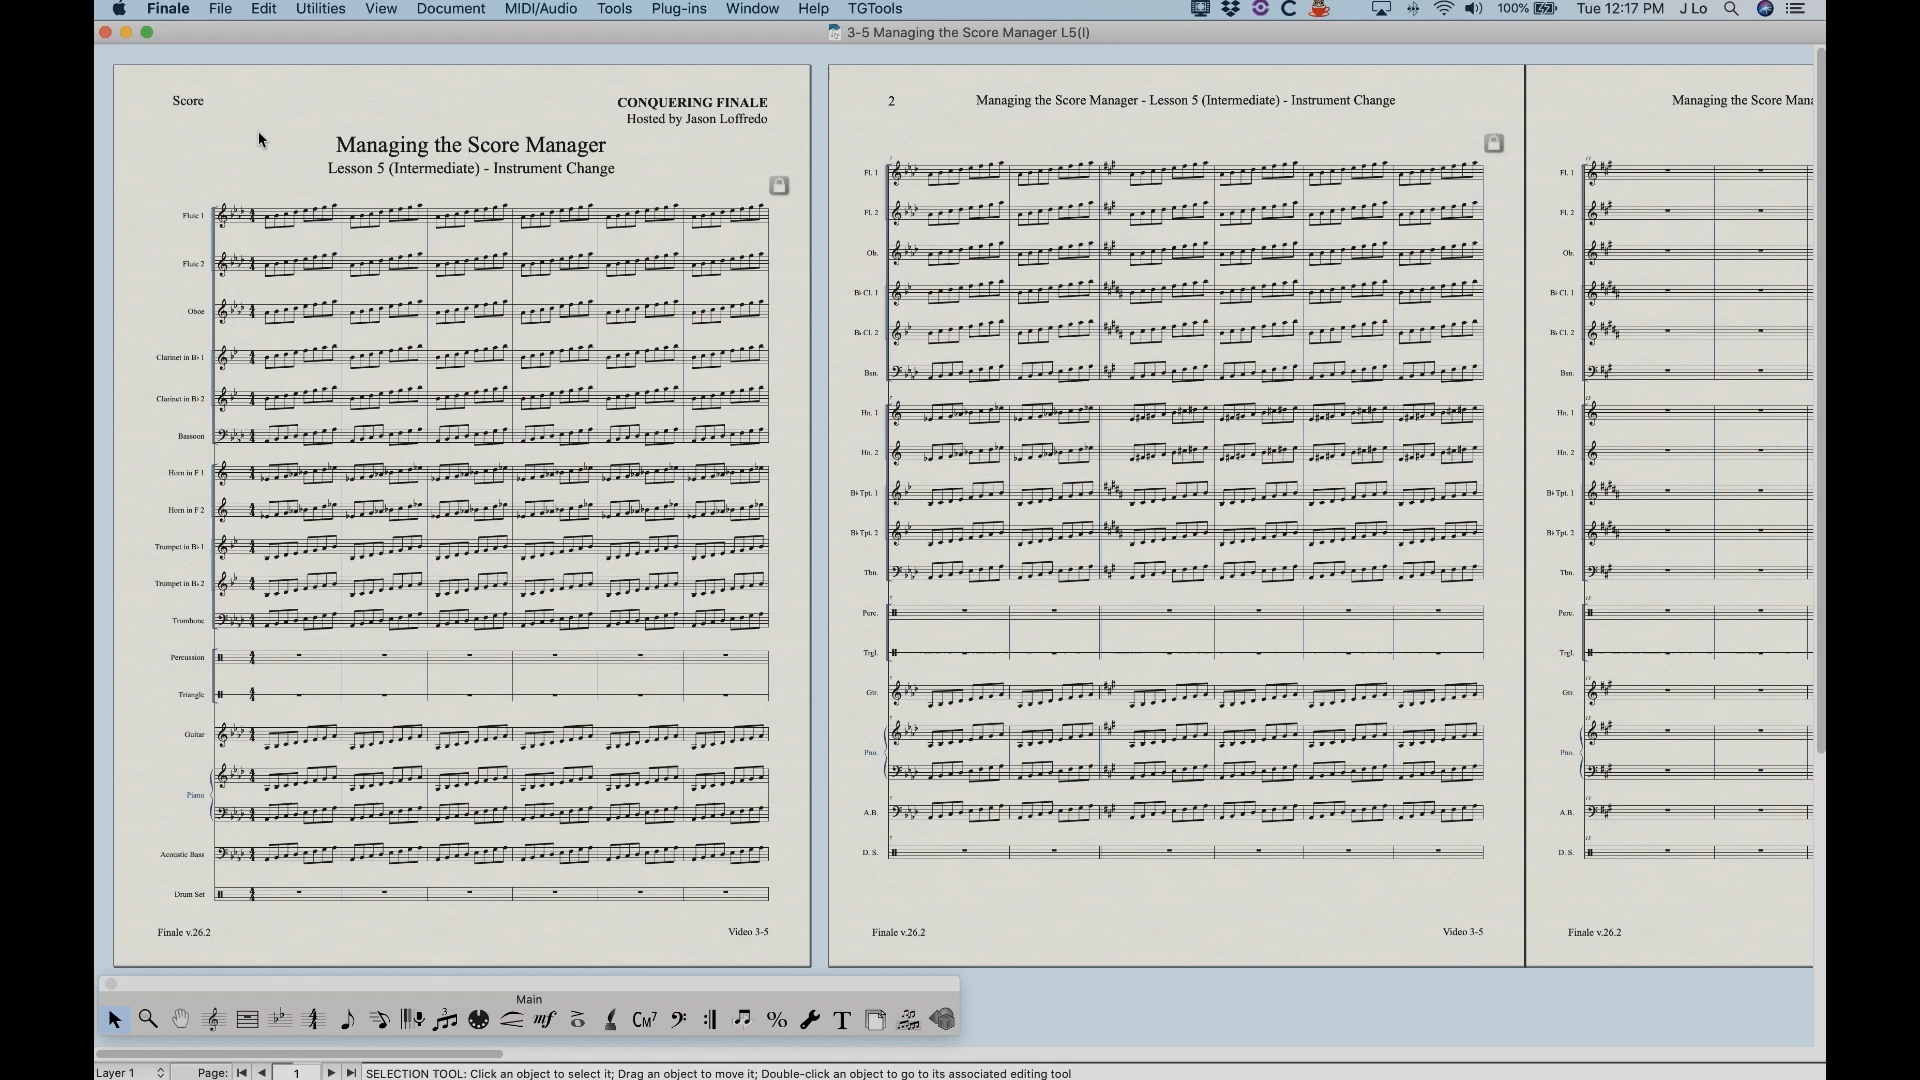 Finale File Edit Utilities View Document MIDI/Audio Tools Plug-ins Window Help TGTools 100% Tue 12:17 PM J Lo
3-5 Managing the Score Manager L5(I)
Score
CONQUERING FINALE
Hosted by Jason Loffredo
Managing the Score Manager
Lesson 5 (Intermediate) - Instrument Change
Flute 1
Flute 2
Oboe
Clarinet in B♭ 1
Clarinet in B♭ 2
Bassoon
Horn in F 1
Horn in F 2
Trumpet in B♭ 1
Trumpet in B♭ 2
Trombone
Percussion
Triangle
Guitar
Piano
Acoustic Bass
Drum Set
Finale v.26.2
Video 3-5
2
Managing the Score Manager - Lesson 5 (Intermediate) - Instrument Change
7
Fl. 1
Fl. 2
Ob.
B♭ Cl. 1
B♭ Cl. 2
Bsn.
Hn. 1
Hn. 2
B♭ Tpt. 1
B♭ Tpt. 2
Tbn.
Perc.
Trgl.
Gtr.
Pno.
A.B.
D. S.
Finale v.26.2
Video 3-5
Managing the Score Mana
13
Fl. 1
Fl. 2
Ob.
B♭ Cl. 1
B♭ Cl. 2
Bsn.
Hn. 1
Hn. 2
B♭ Tpt. 1
B♭ Tpt. 2
Tbn.
Perc.
Trgl.
Gtr.
Pno.
A.B.
D. S.
Finale v.26.2
Main
CM7
Layer 1 Page: 1 SELECTION TOOL: Click an object to select it; Drag an object to move it; Double-click an object to go to its associated editing tool